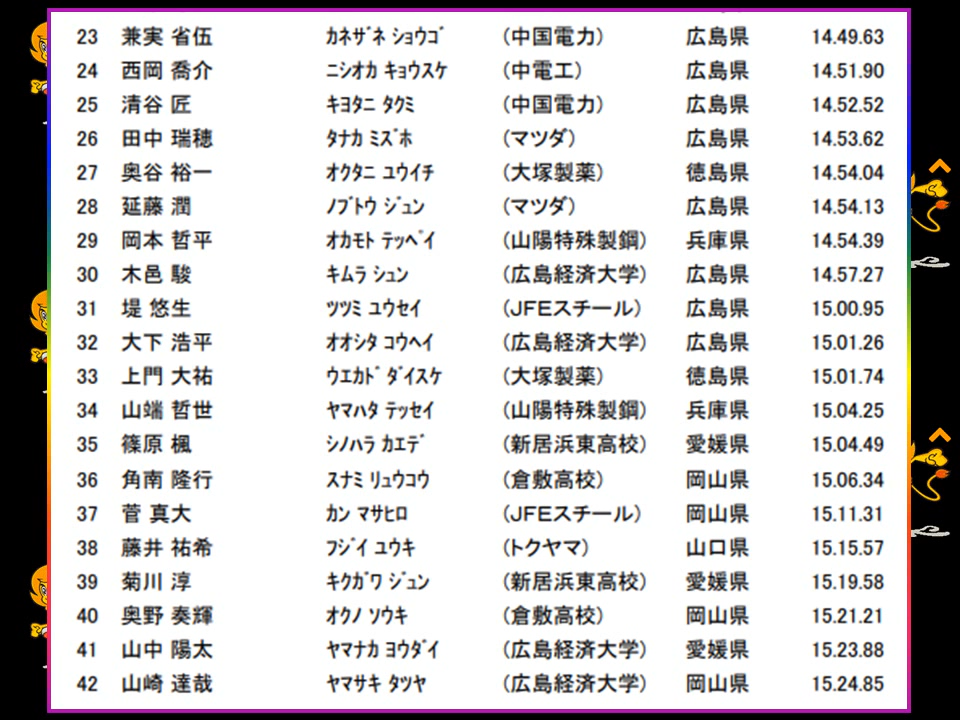 23 兼実 省伍 ｶﾈｻﾞﾈ ｼｮｳｺﾞ (中国電力) 広島県 14.49.63
24 西岡 喬介 ﾆｼｵｶ ｷｮｳｽｹ (中電工) 広島県 14.51.90
25 清谷 匠 ｷﾖﾀﾆ ﾀｸﾐ (中国電力) 広島県 14.52.52
26 田中 瑞穂 ﾀﾅｶ ﾐｽﾞﾎ (マツダ) 広島県 14.53.62
27 奥谷 裕一 ｵｸﾀﾆ ﾕｳｲﾁ (大塚製薬) 徳島県 14.54.04
28 延藤 潤 ﾉﾌﾞﾄｳ ｼﾞｭﾝ (マツダ) 広島県 14.54.13
29 岡本 哲平 ｵｶﾓﾄ ﾃｯﾍﾟｲ (山陽特殊製鋼) 兵庫県 14.54.39
30 木邑 駿 ｷﾑﾗ ｼｭﾝ (広島経済大学) 広島県 14.57.27
31 堤 悠生 ﾂﾂﾐ ﾕｳｾｲ (JFEスチール) 広島県 15.00.95
32 大下 浩平 ｵｵｼﾀ ｺｳﾍｲ (広島経済大学) 広島県 15.01.26
33 上門 大祐 ｳｴｶﾄﾞ ﾀﾞｲｽｹ (大塚製薬) 徳島県 15.01.74
34 山端 哲世 ﾔﾏﾊﾀ ﾃｯｾｲ (山陽特殊製鋼) 兵庫県 15.04.25
35 篠原 楓 ｼﾉﾊﾗ ｶｴﾃﾞ (新居浜東高校) 愛媛県 15.04.49
36 角南 隆行 ｽﾅﾐ ﾘｭｳｺｳ (倉敷高校) 岡山県 15.06.34
37 菅 真大 ｶﾝ ﾏｻﾋﾛ (JFEスチール) 岡山県 15.11.31
38 藤井 祐希 ﾌｼﾞｲ ﾕｳｷ (トクヤマ) 山口県 15.15.57
39 菊川 淳 ｷｸｶﾞﾜ ｼﾞｭﾝ (新居浜東高校) 愛媛県 15.19.58
40 奥野 奏輝 ｵｸﾉ ｿｳｷ (倉敷高校) 岡山県 15.21.21
41 山中 陽太 ﾔﾏﾅｶ ﾖｳﾀﾞｲ (広島経済大学) 愛媛県 15.23.88
42 山崎 達哉 ﾔﾏｻｷ ﾀﾂﾔ (広島経済大学) 岡山県 15.24.85